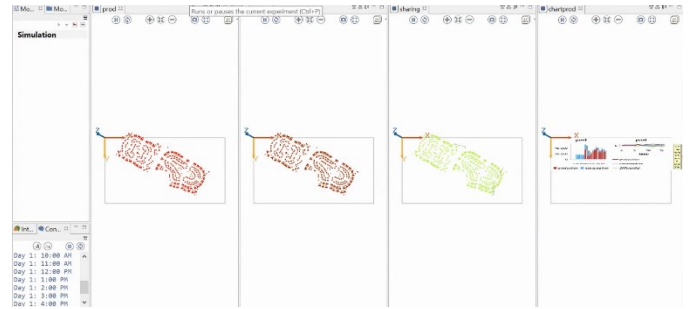 Mo...
Mo...
prod
Runs or pauses the current experiment (Ctrl+P)
sharing
chartprod
Simulation
Z
X
Y
Z
X
Y
Z
X
Y
Z
X
Y
Int...
Con...
Day 1: 10:00 AM
Day 1: 11:00 AM
Day 1: 12:00 PM
Day 1: 1:00 PM
Day 1: 2:00 PM
Day 1: 3:00 PM
Day 1: 4:00 PM